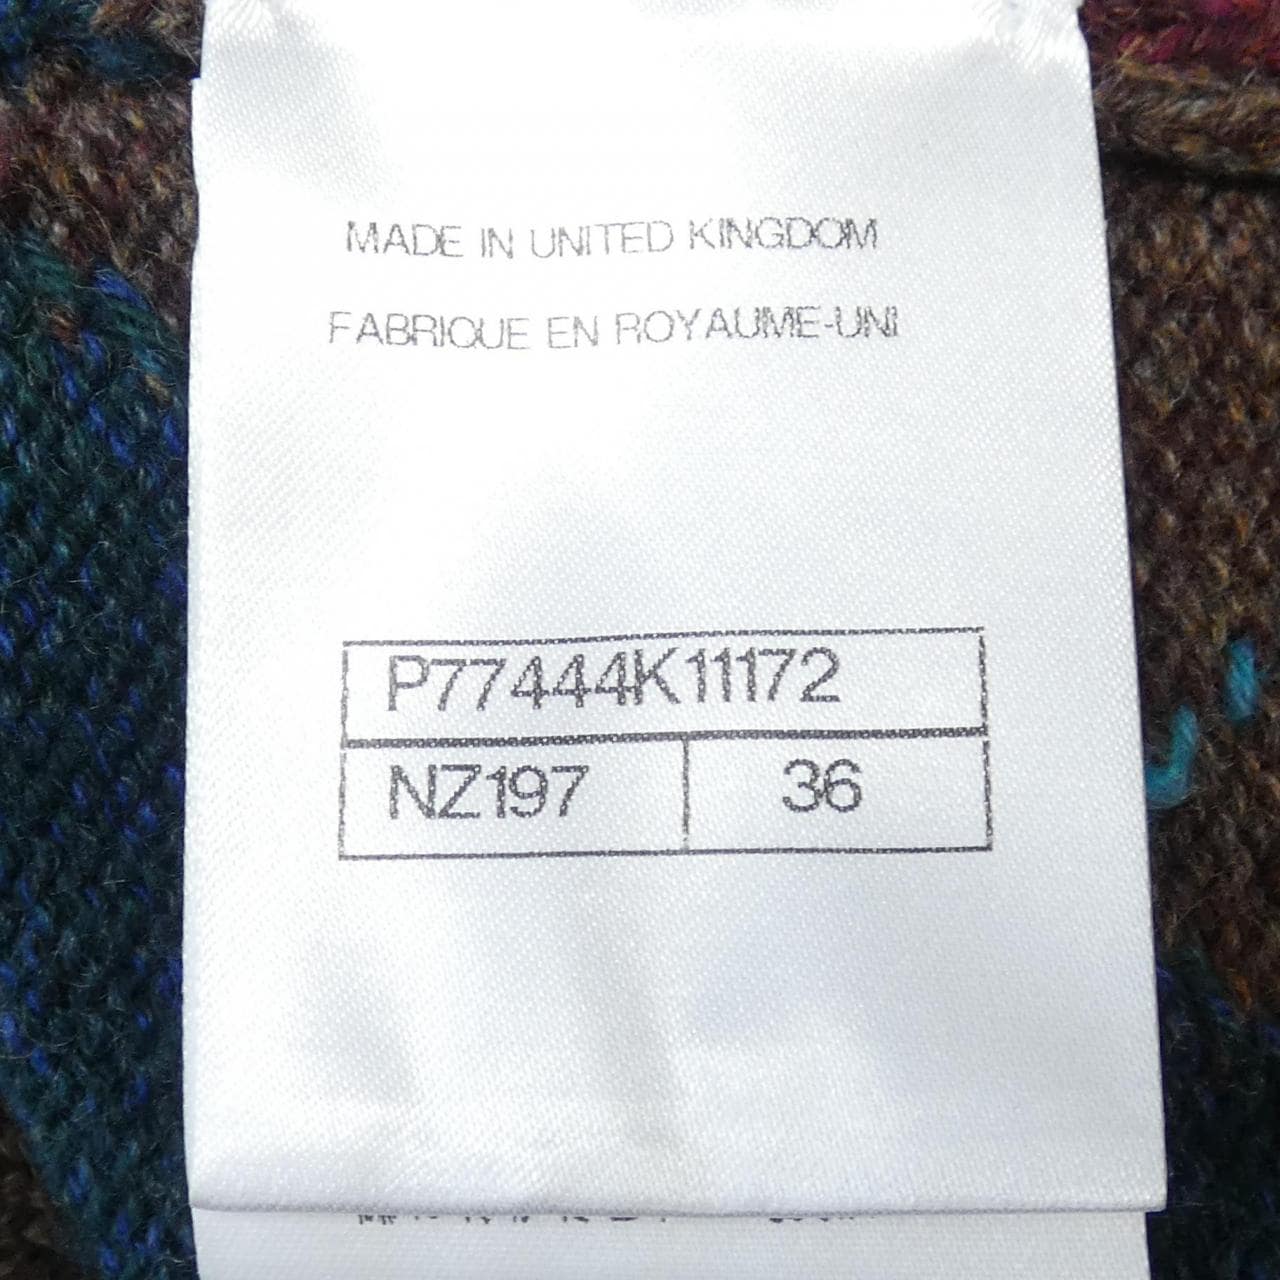 MADE IN UNITED KINGDOM
FABRIQUE EN ROYAUME-UNI
P77444K11172
NZ197 36